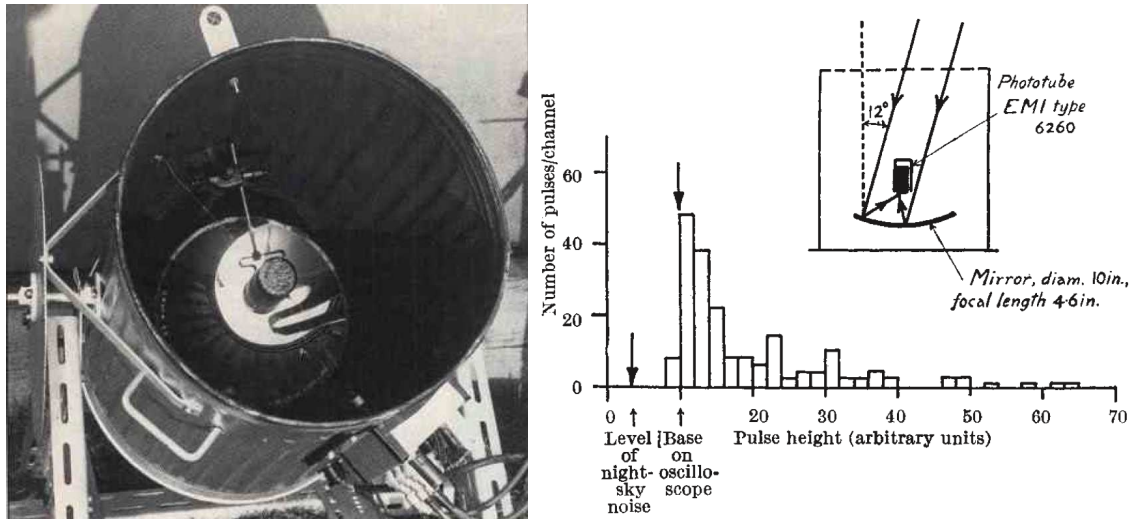 Phototube
EMI type
6260
12°
Mirror, diam. 10in.,
focal length 4·6in.
Number of pulses/channel
60
40
20
0
0 20 30 40 50 60 70
Level
of
night-
sky
noise
Base
on
oscillo-
scope
Pulse height (arbitrary units)